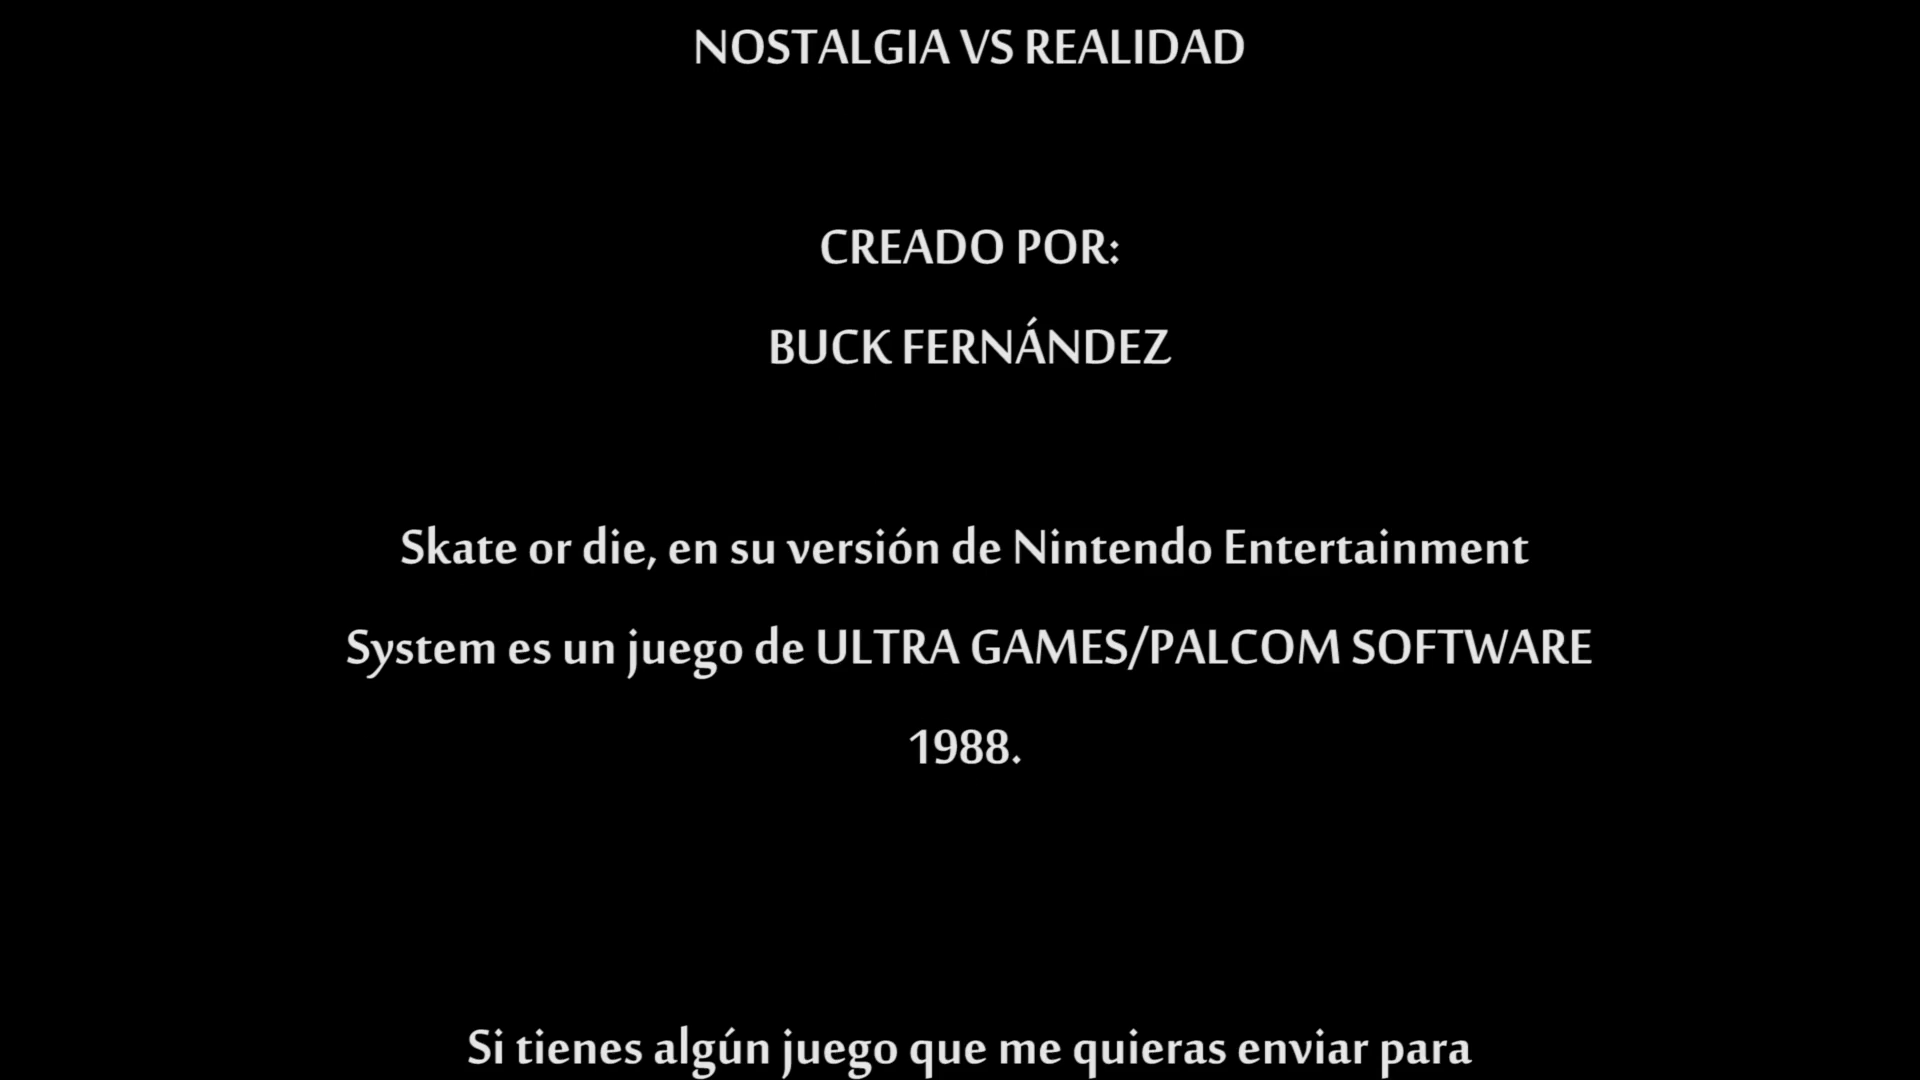 NOSTALGIA VS REALIDAD
CREADO POR:
BUCK FERNÁNDEZ
Skate or die, en su versión de Nintendo Entertainment
System es un juego de ULTRA GAMES/PALCOM SOFTWARE
1988.
Si tienes algún juego que me quieras enviar para